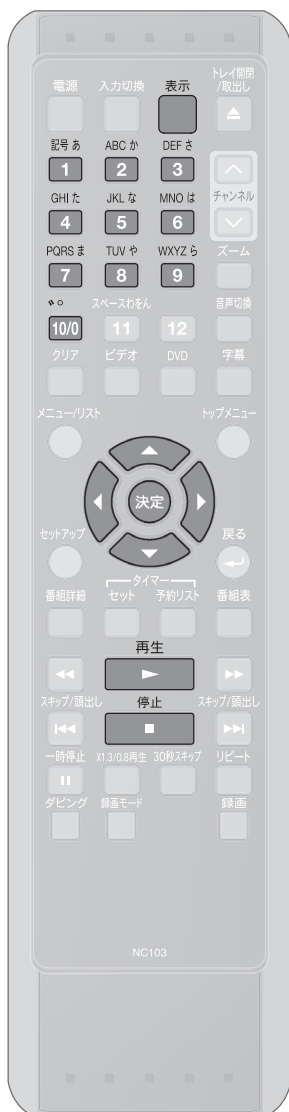 電源 入力切換 表示 トレイ開閉
/取出し
記号 あ ABC か DEF さ
1 2 3
GHI た JKL な MNO は チャンネル
4 5 6
PQRS ま TUV や WXYZ ら ズーム
7 8 9
゛゜ スペースわをん 音声切換
10/0 11 12
クリア ビデオ DVD 字幕
メニュー/リスト トップメニュー
決定
セットアップ 戻る
タイマー
番組詳細 セット 予約リスト 番組表
再生
スキップ/頭出し 停止 スキップ/頭出し
一時停止 X1.3/0.8再生 30秒スキップ リピート
ダビング 録画モード 録画
NC103